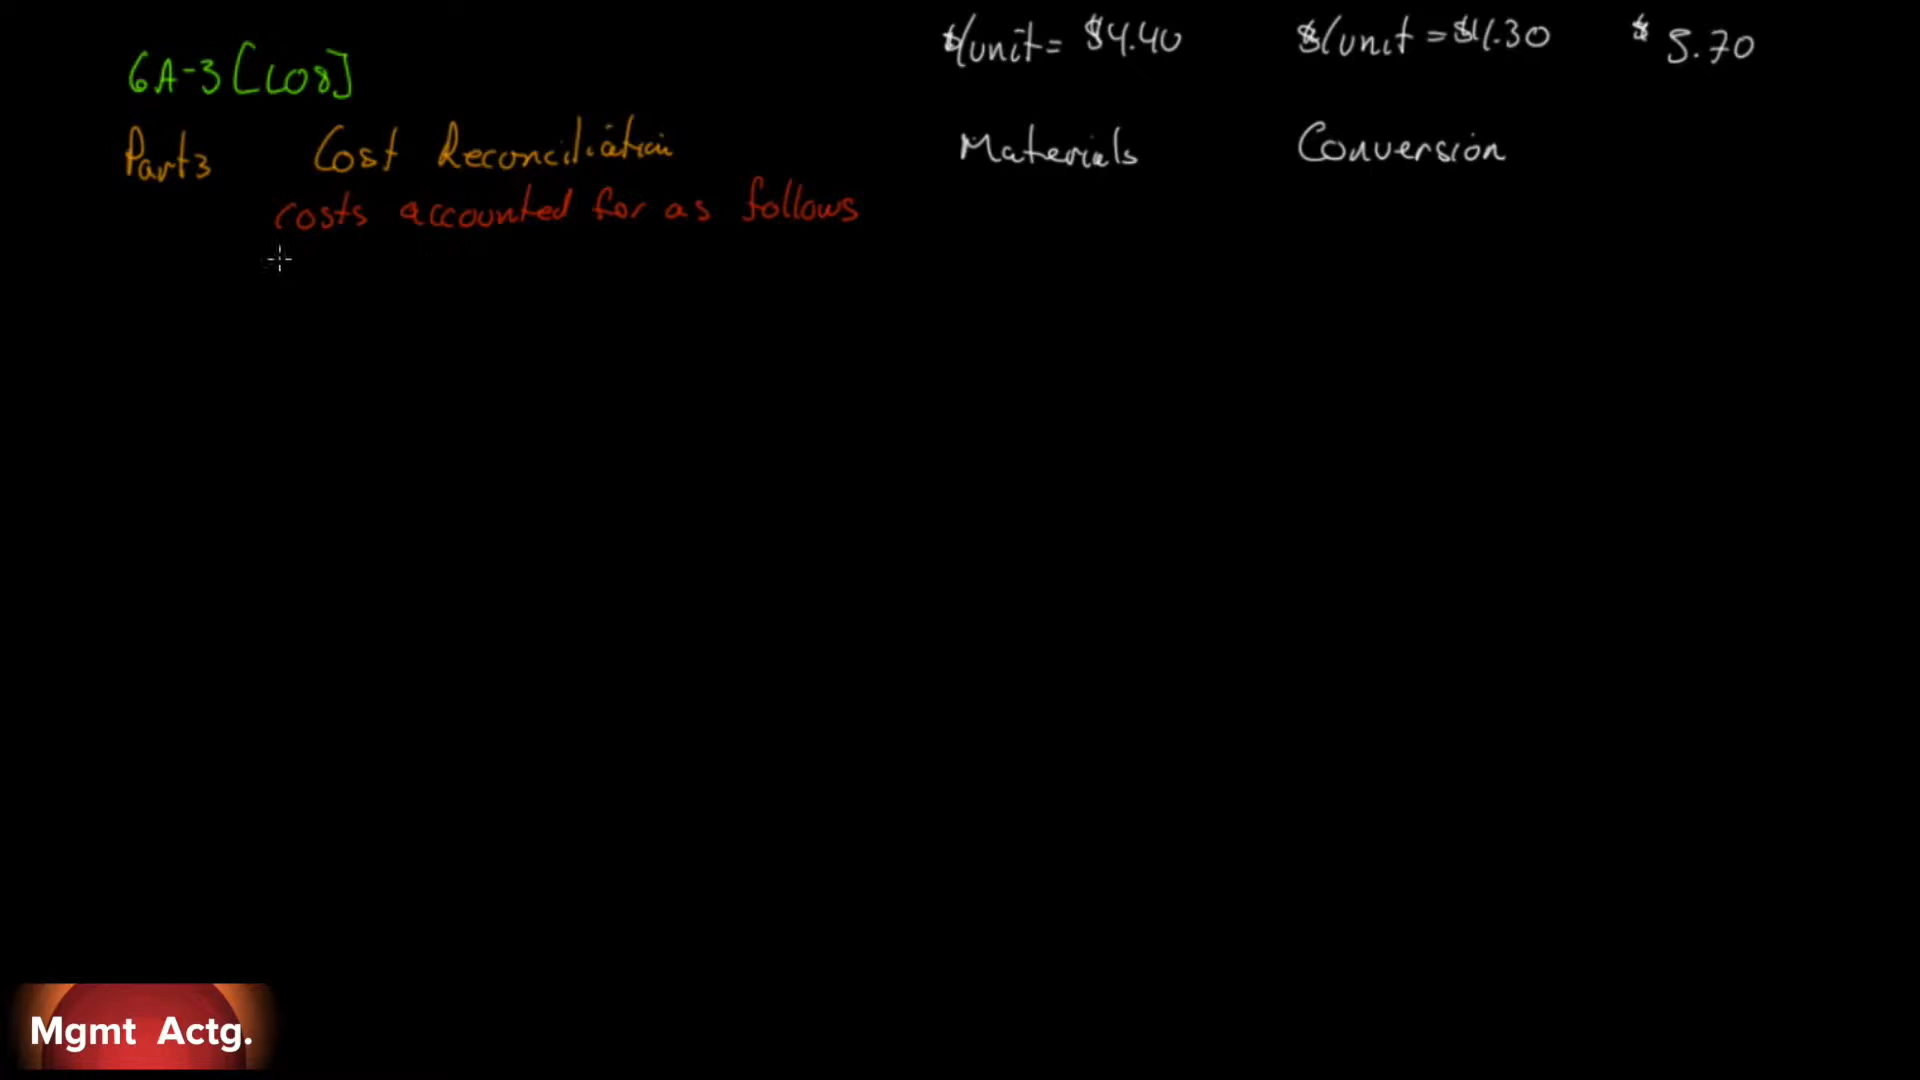 $/unit = $4.40 $/unit = $1.30 $ 5.70
6A-3 [LO8]
Part 3 Cost Reconciliation Materials Conversion
costs accounted for as follows
Mgmt Actg.